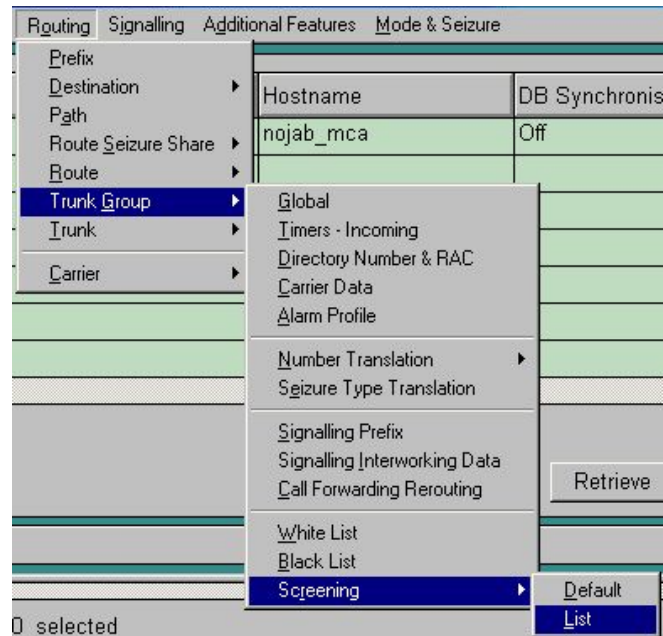 Routing Signalling Additional Features Mode & Seizure
Prefix
Destination
Path
Route Seizure Share
Route
Trunk Group
Trunk
Carrier
Hostname DB Synchronis
nojab_mca Off
Global
Timers - Incoming
Directory Number & RAC
Carrier Data
Alarm Profile
Number Translation
Seizure Type Translation
Signalling Prefix
Signalling Interworking Data
Call Forwarding Rerouting
White List
Black List
Screening
Default
List
Retrieve
0 selected